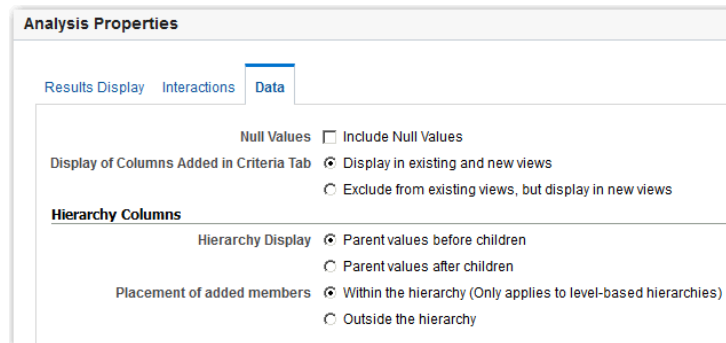 Analysis Properties
Results Display Interactions Data
Null Values Include Null Values
Display of Columns Added in Criteria Tab Display in existing and new views
Exclude from existing views, but display in new views
Hierarchy Columns
Hierarchy Display Parent values before children
Parent values after children
Placement of added members Within the hierarchy (Only applies to level-based hierarchies)
Outside the hierarchy